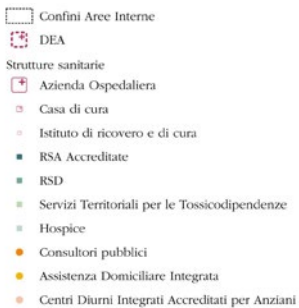 Confini Aree Interne
DEA
Strutture sanitarie
Azienda Ospedaliera
Casa di cura
Istituto di ricovero e di cura
RSA Accreditate
RSD
Servizi Territoriali per le Tossicodipendenze
Hospice
Consultori pubblici
Assistenza Domiciliare Integrata
Centri Diurni Integrati Accreditati per Anziani